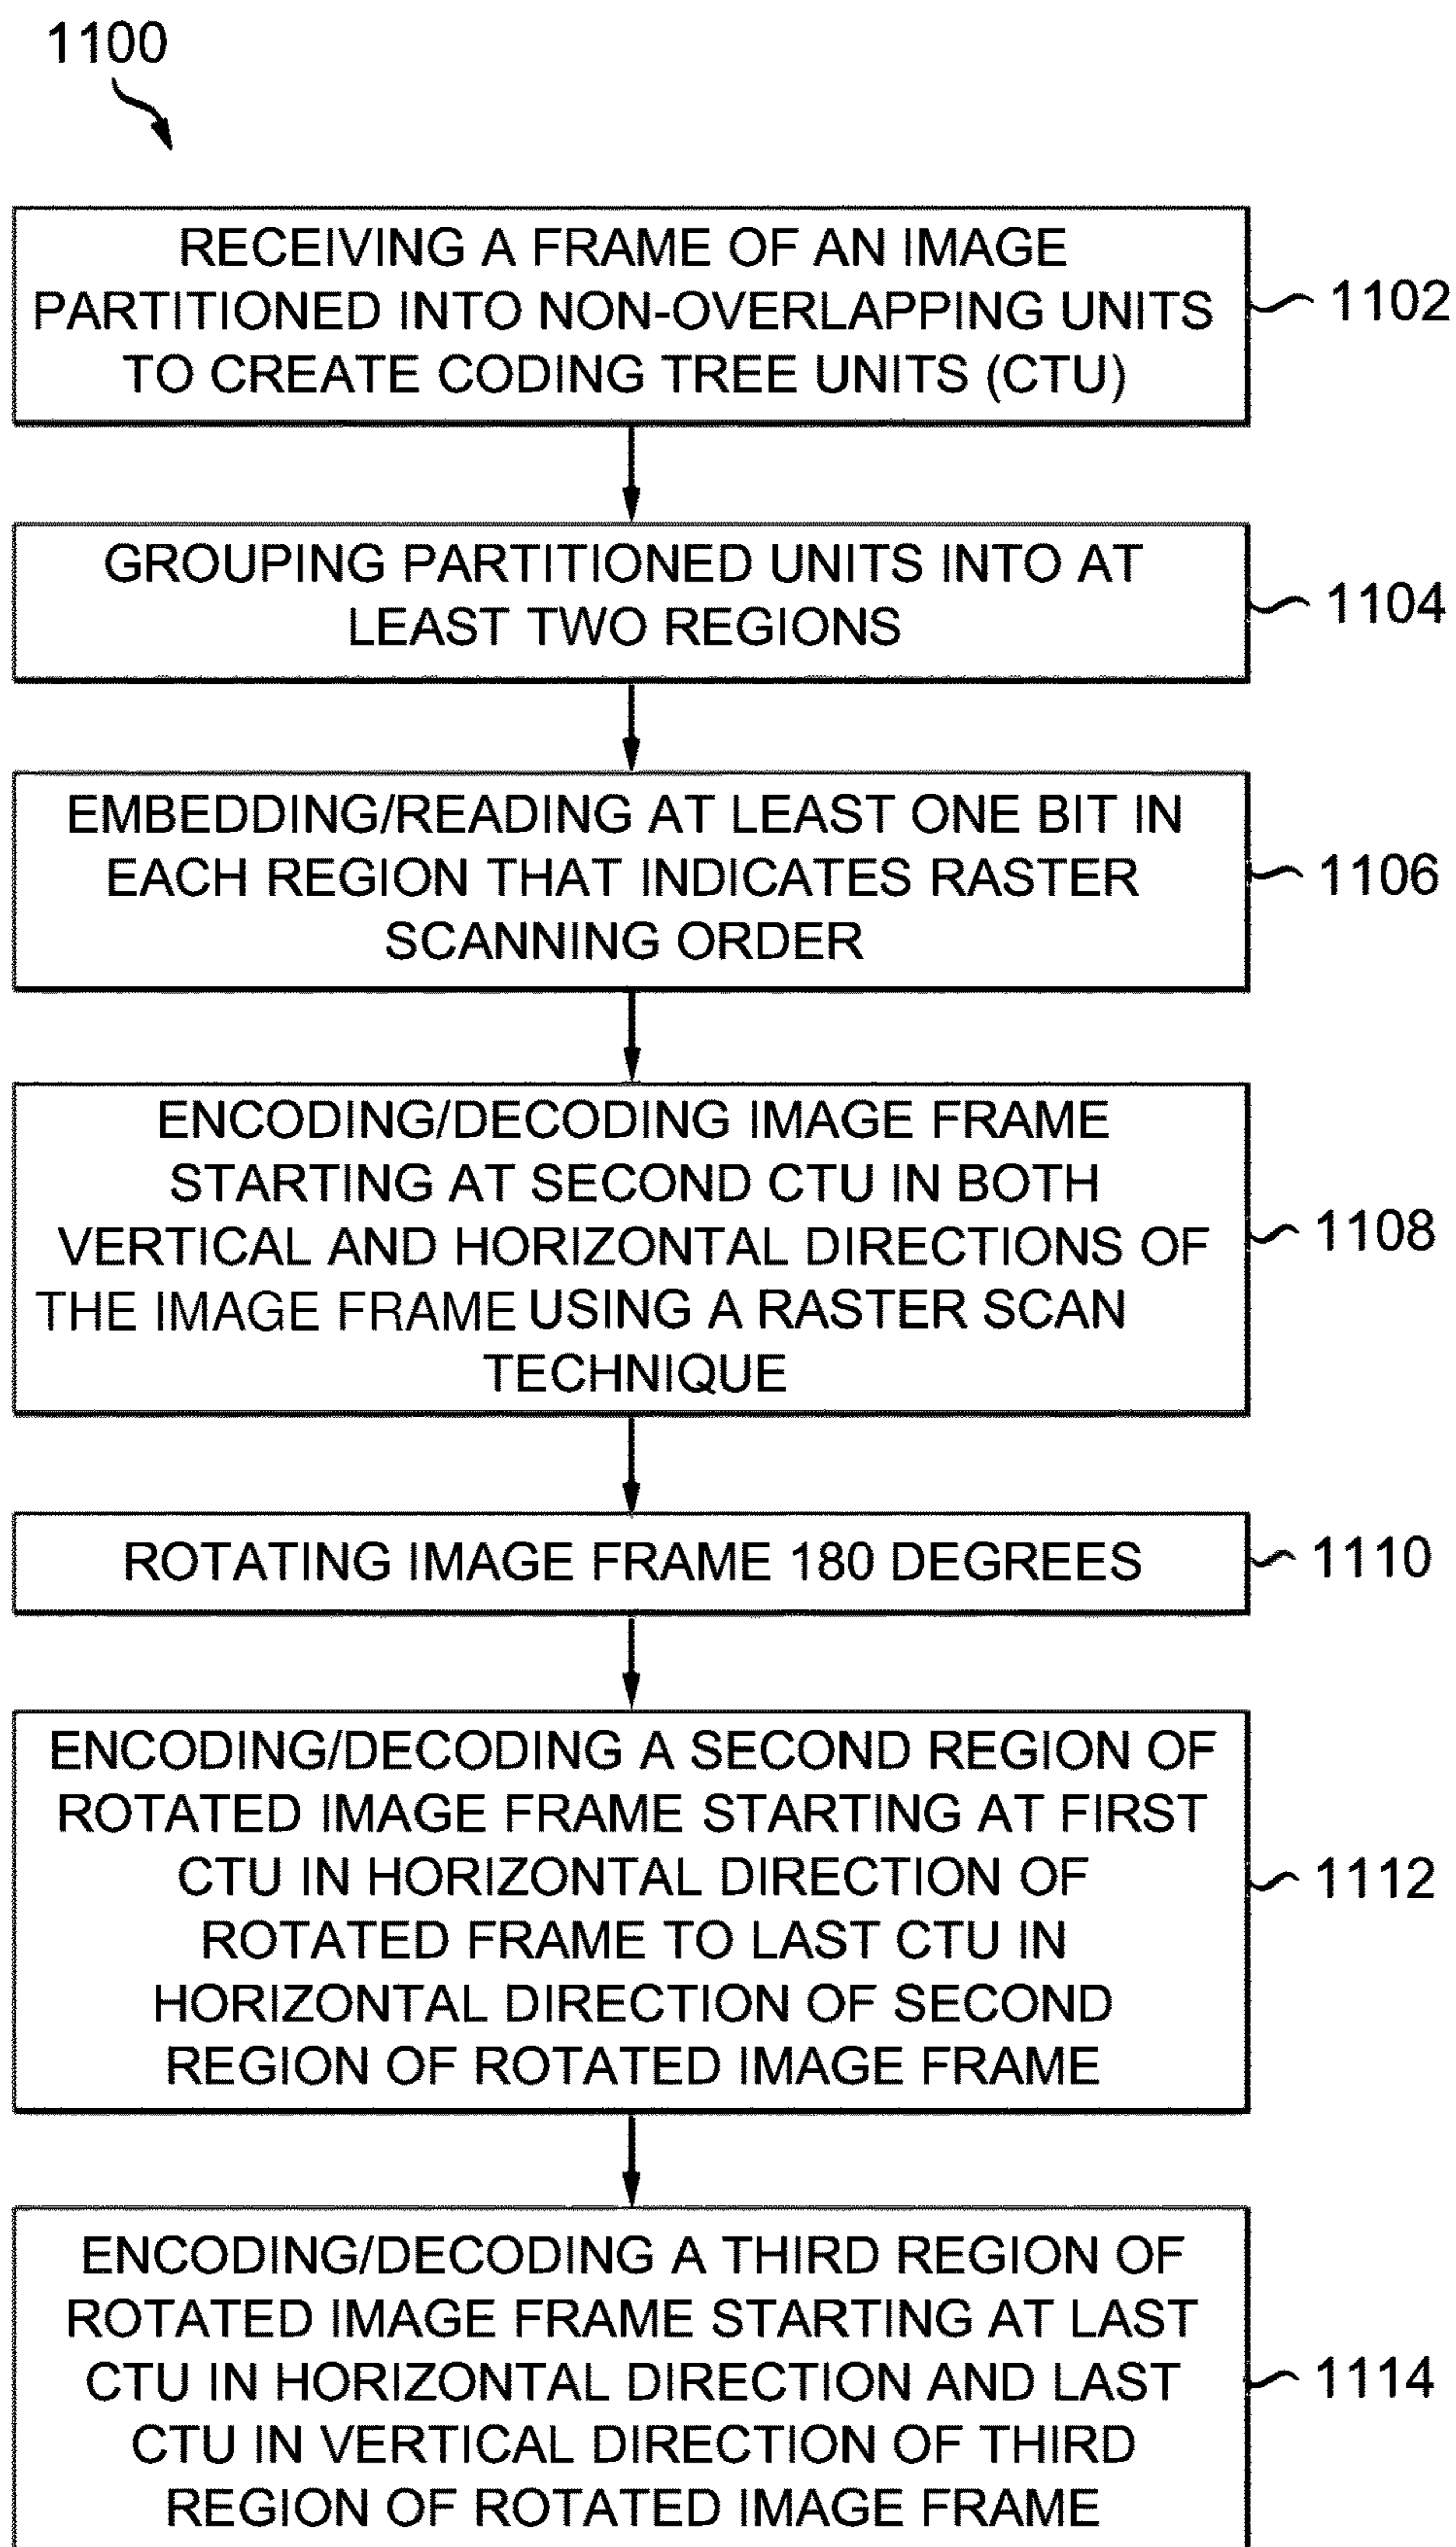 1100
RECEIVING A FRAME OF AN IMAGE
PARTITIONED INTO NON-OVERLAPPING UNITS
TO CREATE CODING TREE UNITS (CTU)
1102
GROUPING PARTITIONED UNITS INTO AT
LEAST TWO REGIONS
1104
EMBEDDING/READING AT LEAST ONE BIT IN
EACH REGION THAT INDICATES RASTER
SCANNING ORDER
1106
ENCODING/DECODING IMAGE FRAME
STARTING AT SECOND CTU IN BOTH
VERTICAL AND HORIZONTAL DIRECTIONS OF
THE IMAGE FRAME USING A RASTER SCAN
TECHNIQUE
1108
ROTATING IMAGE FRAME 180 DEGREES
1110
ENCODING/DECODING A SECOND REGION OF
ROTATED IMAGE FRAME STARTING AT FIRST
CTU IN HORIZONTAL DIRECTION OF
ROTATED FRAME TO LAST CTU IN
HORIZONTAL DIRECTION OF SECOND
REGION OF ROTATED IMAGE FRAME
1112
ENCODING/DECODING A THIRD REGION OF
ROTATED IMAGE FRAME STARTING AT LAST
CTU IN HORIZONTAL DIRECTION AND LAST
CTU IN VERTICAL DIRECTION OF THIRD
REGION OF ROTATED IMAGE FRAME
1114